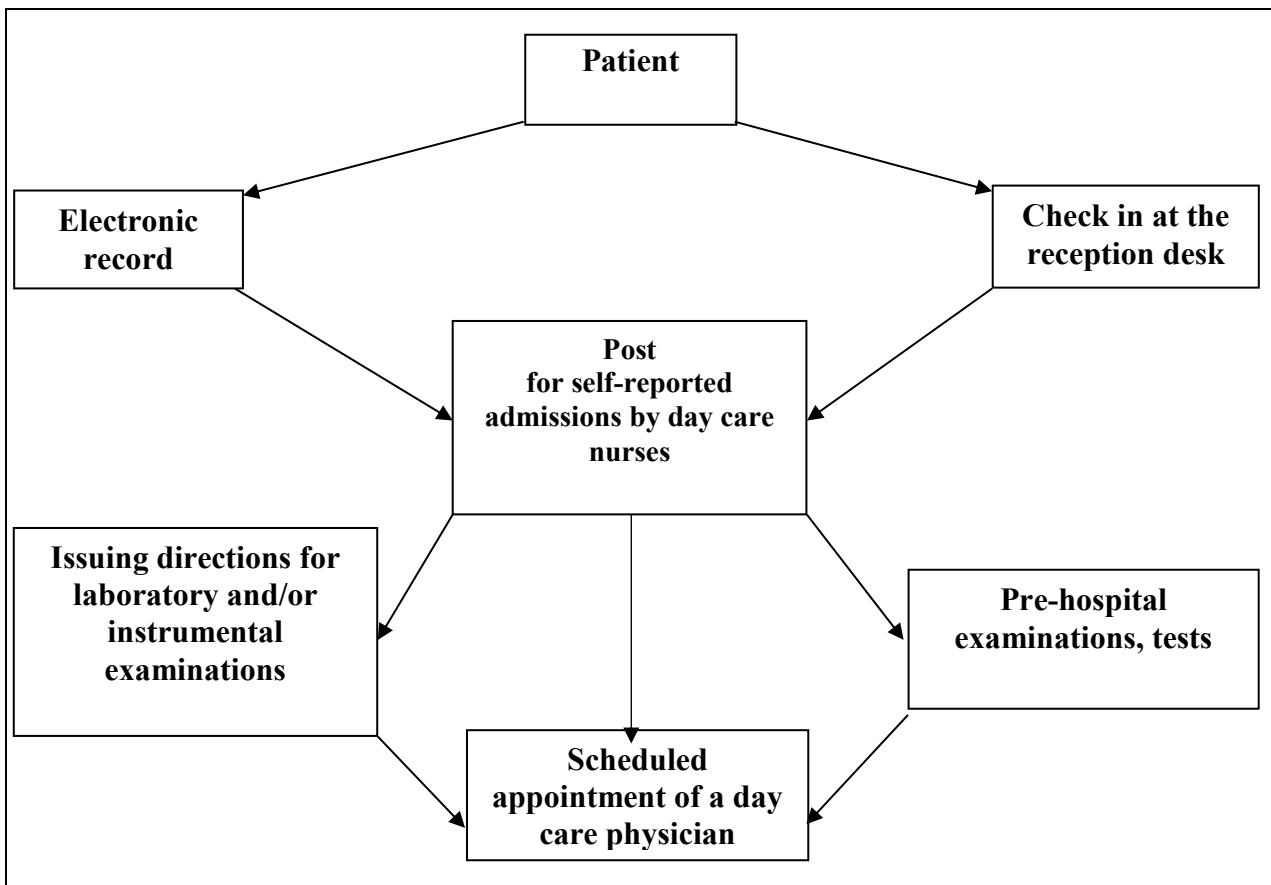 Patient
Electronic
record
Check in at the
reception desk
Post
for self-reported
admissions by day care
nurses
Issuing directions for
laboratory and/or
instrumental
examinations
Pre-hospital
examinations, tests
Scheduled
appointment of a day
care physician